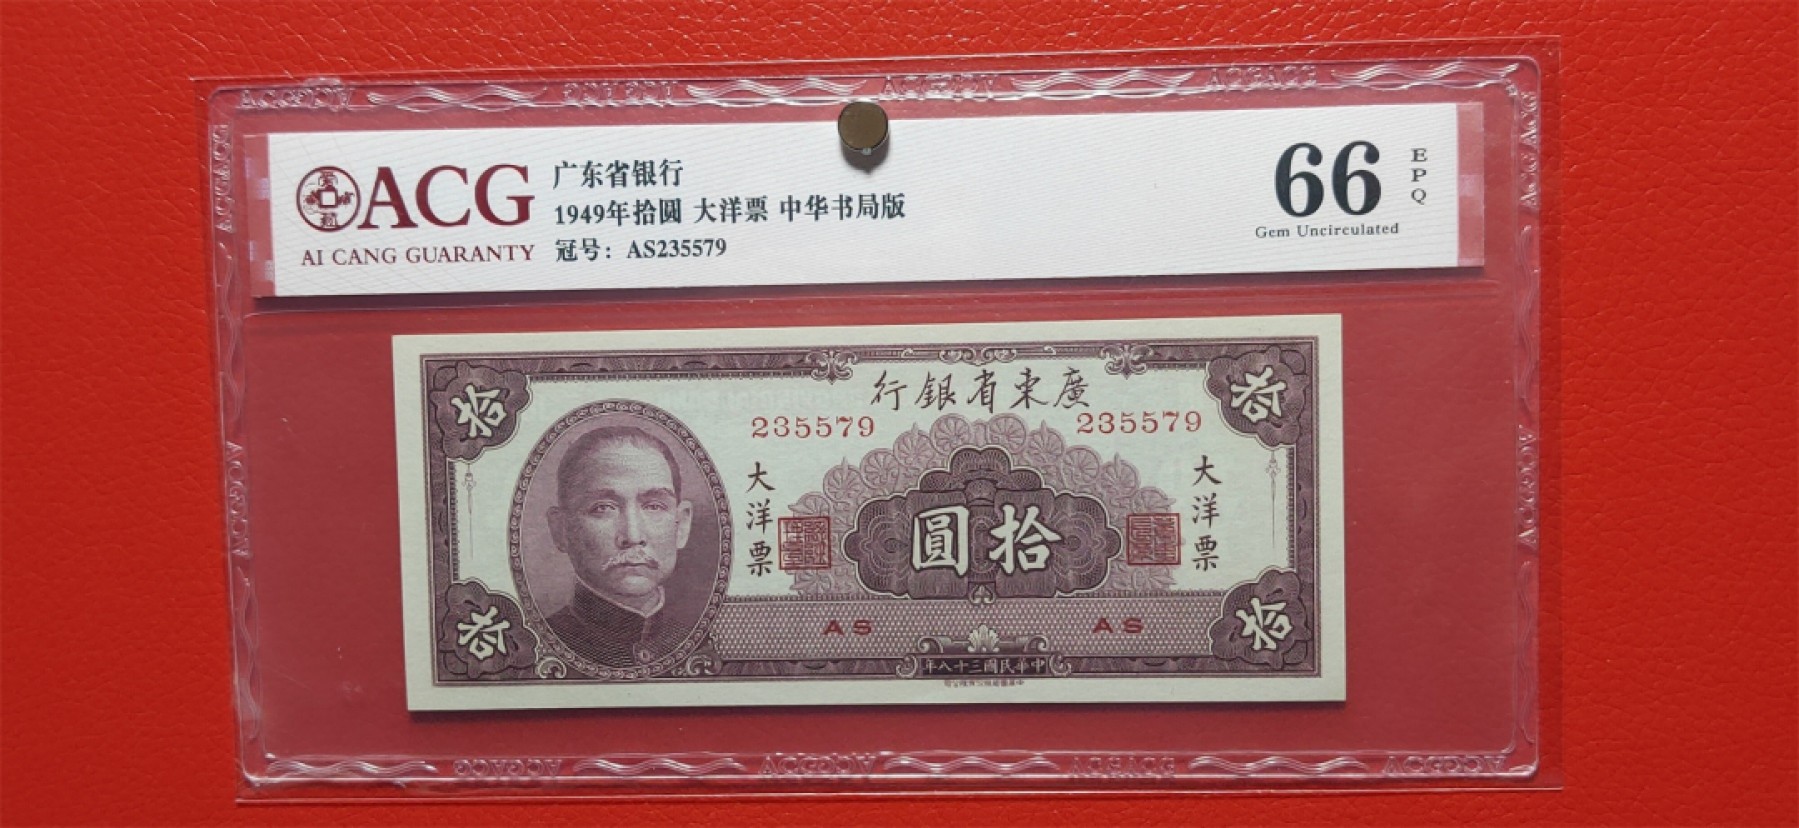 ACG
AI CANG GUARANTY
广东省银行
1949年拾圆 大洋票 中华书局版
冠号: AS235579
66
EPQ
Gem Uncirculated
行銀省東廣
235579 235579
拾 拾
大洋票 大洋票
圓拾
AS AS
拾 拾
年八十三國民華中